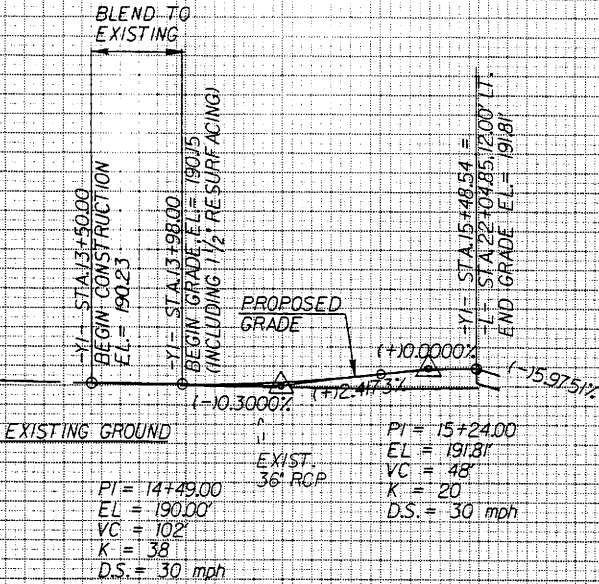 BLEND TO
EXISTING
-Y1- STA.13+50.00
BEGIN CONSTRUCTION
EL.= 190.23
-Y1- STA.13+98.00
BEGIN GRADE.EL.= 190.15
(INCLUDING 1 1/2" RESURFACING)
-Y1- STA.15+48.54 =
-L- STA.22+04.85,12.00' LT.
END GRADE EL.= 191.81'
PROPOSED
GRADE
(+)0.0000%
(-)5.9751%
(-)0.3000%
(+)2.4173%
EXISTING GROUND
EXIST.
36" RCP
PI = 14+49.00
EL = 190.00'
VC = 102'
K = 38
D.S.= 30 mph
PI = 15+24.00
EL = 191.81'
VC = 48'
K = 20
D.S.= 30 mph